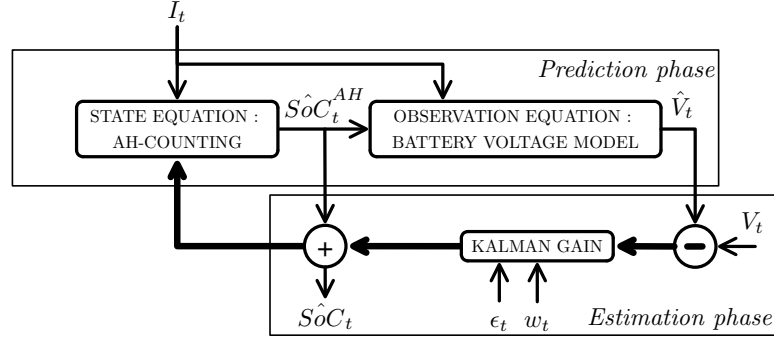 I_t
Prediction phase
STATE EQUATION :
AH-COUNTING
SôC_t^{AH}
OBSERVATION EQUATION :
BATTERY VOLTAGE MODEL
V̂_t
V_t
+
−
KALMAN GAIN
SôC_t
ϵ_t
w_t
Estimation phase